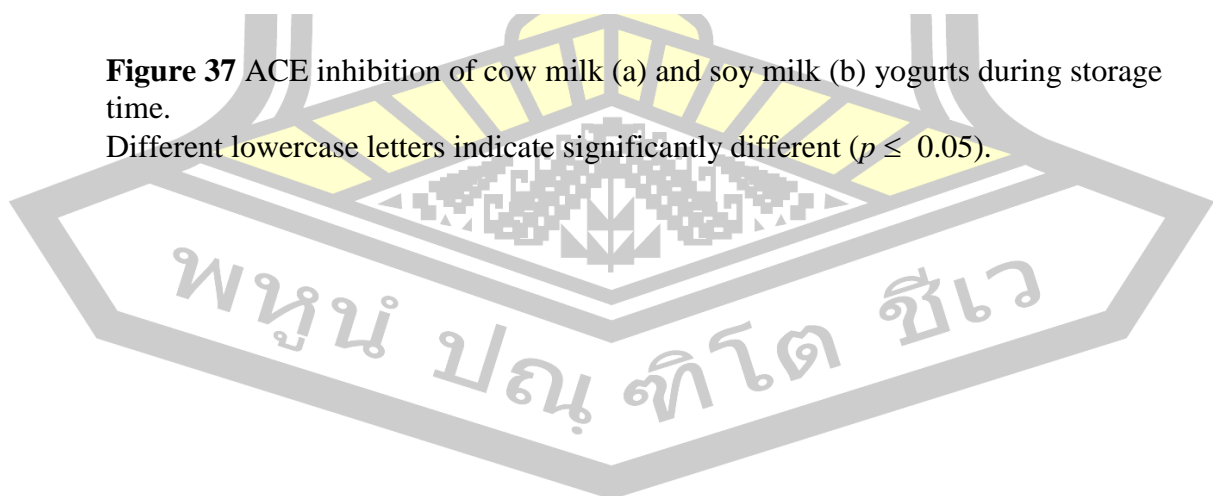 Figure 37 ACE inhibition of cow milk (a) and soy milk (b) yogurts during storage
time.
Different lowercase letters indicate significantly different (p ≤ 0.05).
พหูนํ ปณฺฑิโต ชีเว